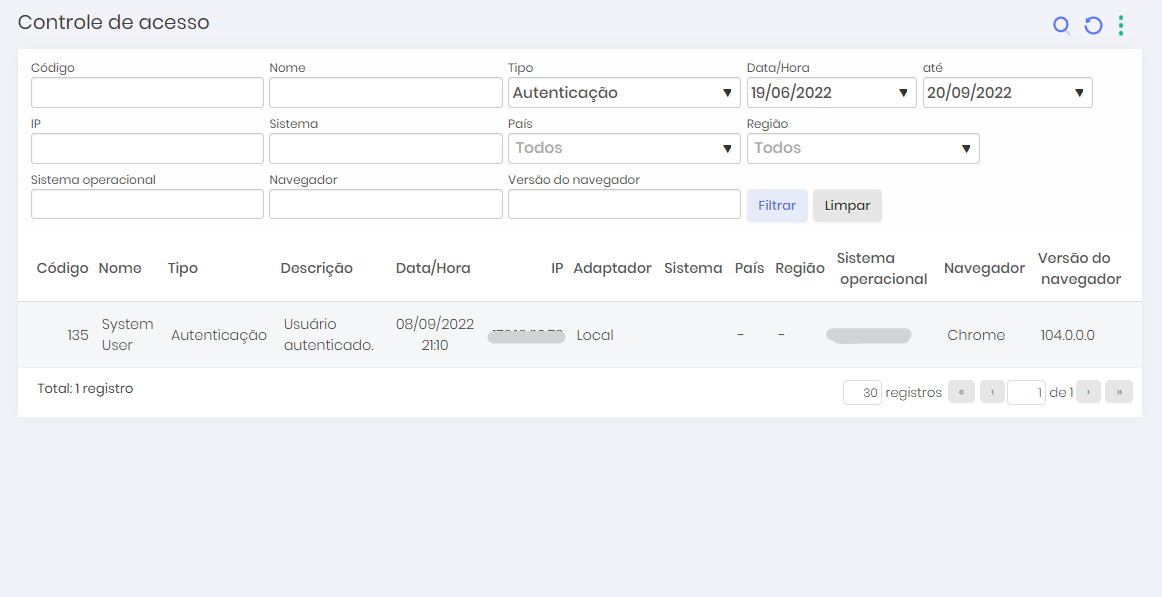 Controle de acesso
Código Nome Tipo Data/Hora até
Autenticação 19/06/2022 20/09/2022
IP Sistema País Região
Todos Todos
Sistema operacional Navegador Versão do navegador
Filtrar Limpar
Código Nome Tipo Descrição Data/Hora IP Adaptador Sistema País Região Sistema operacional Navegador Versão do navegador
135 System User Autenticação Usuário autenticado. 08/09/2022 21:10 Local - - Chrome 104.0.0.0
Total: 1 registro
30 registros « ‹ 1 de 1 › »